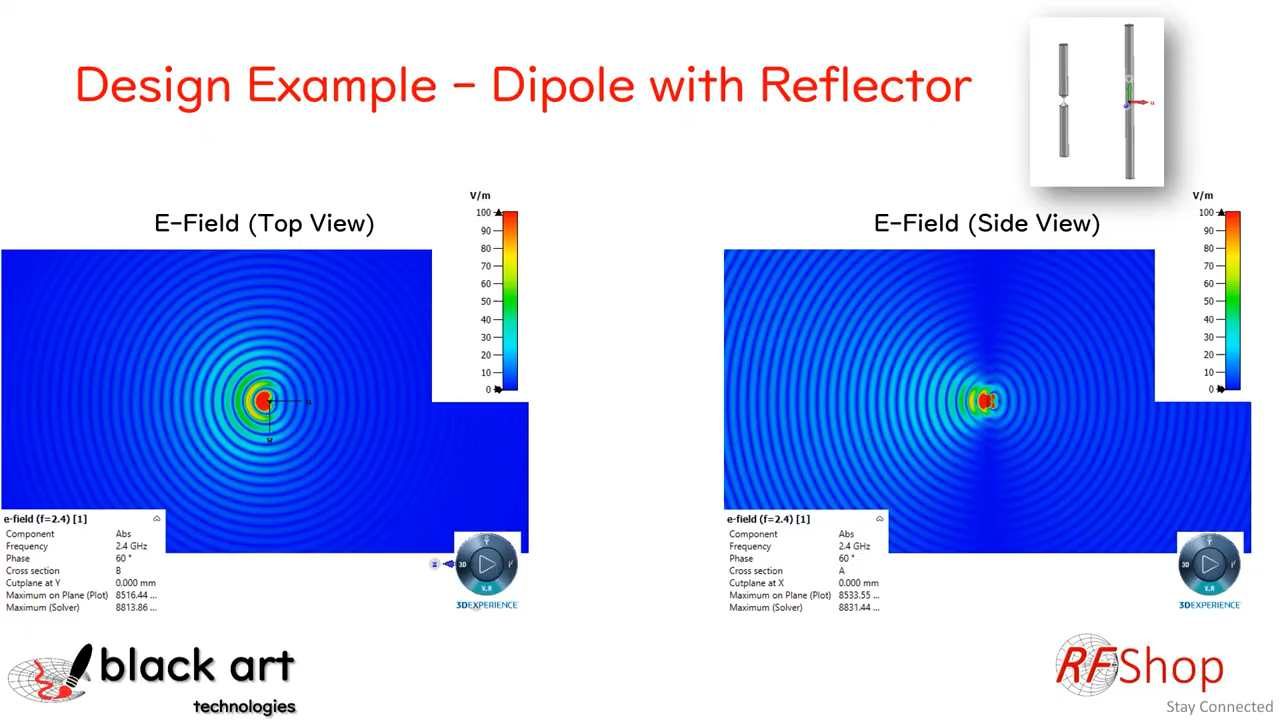 Design Example - Dipole with Reflector
E-Field (Top View)
V/m
100
90
80
70
60
50
40
30
20
10
0
e-field (f=2.4) [1]
Component Abs
Frequency 2.4 GHz
Phase 60 °
Cross section B
Cutplane at Y 0.000 mm
Maximum on Plane (Plot) 8516.44 ...
Maximum (Solver) 8813.86 ...
z
3D
V.R
3DEXPERIENCE
E-Field (Side View)
V/m
100
90
80
70
60
50
40
30
20
10
0
e-field (f=2.4) [1]
Component Abs
Frequency 2.4 GHz
Phase 60 °
Cross section A
Cutplane at X 0.000 mm
Maximum on Plane (Plot) 8533.55 ...
Maximum (Solver) 8831.44 ...
3D
V.R
3DEXPERIENCE
black art
technologies
RFShop
Stay Connected